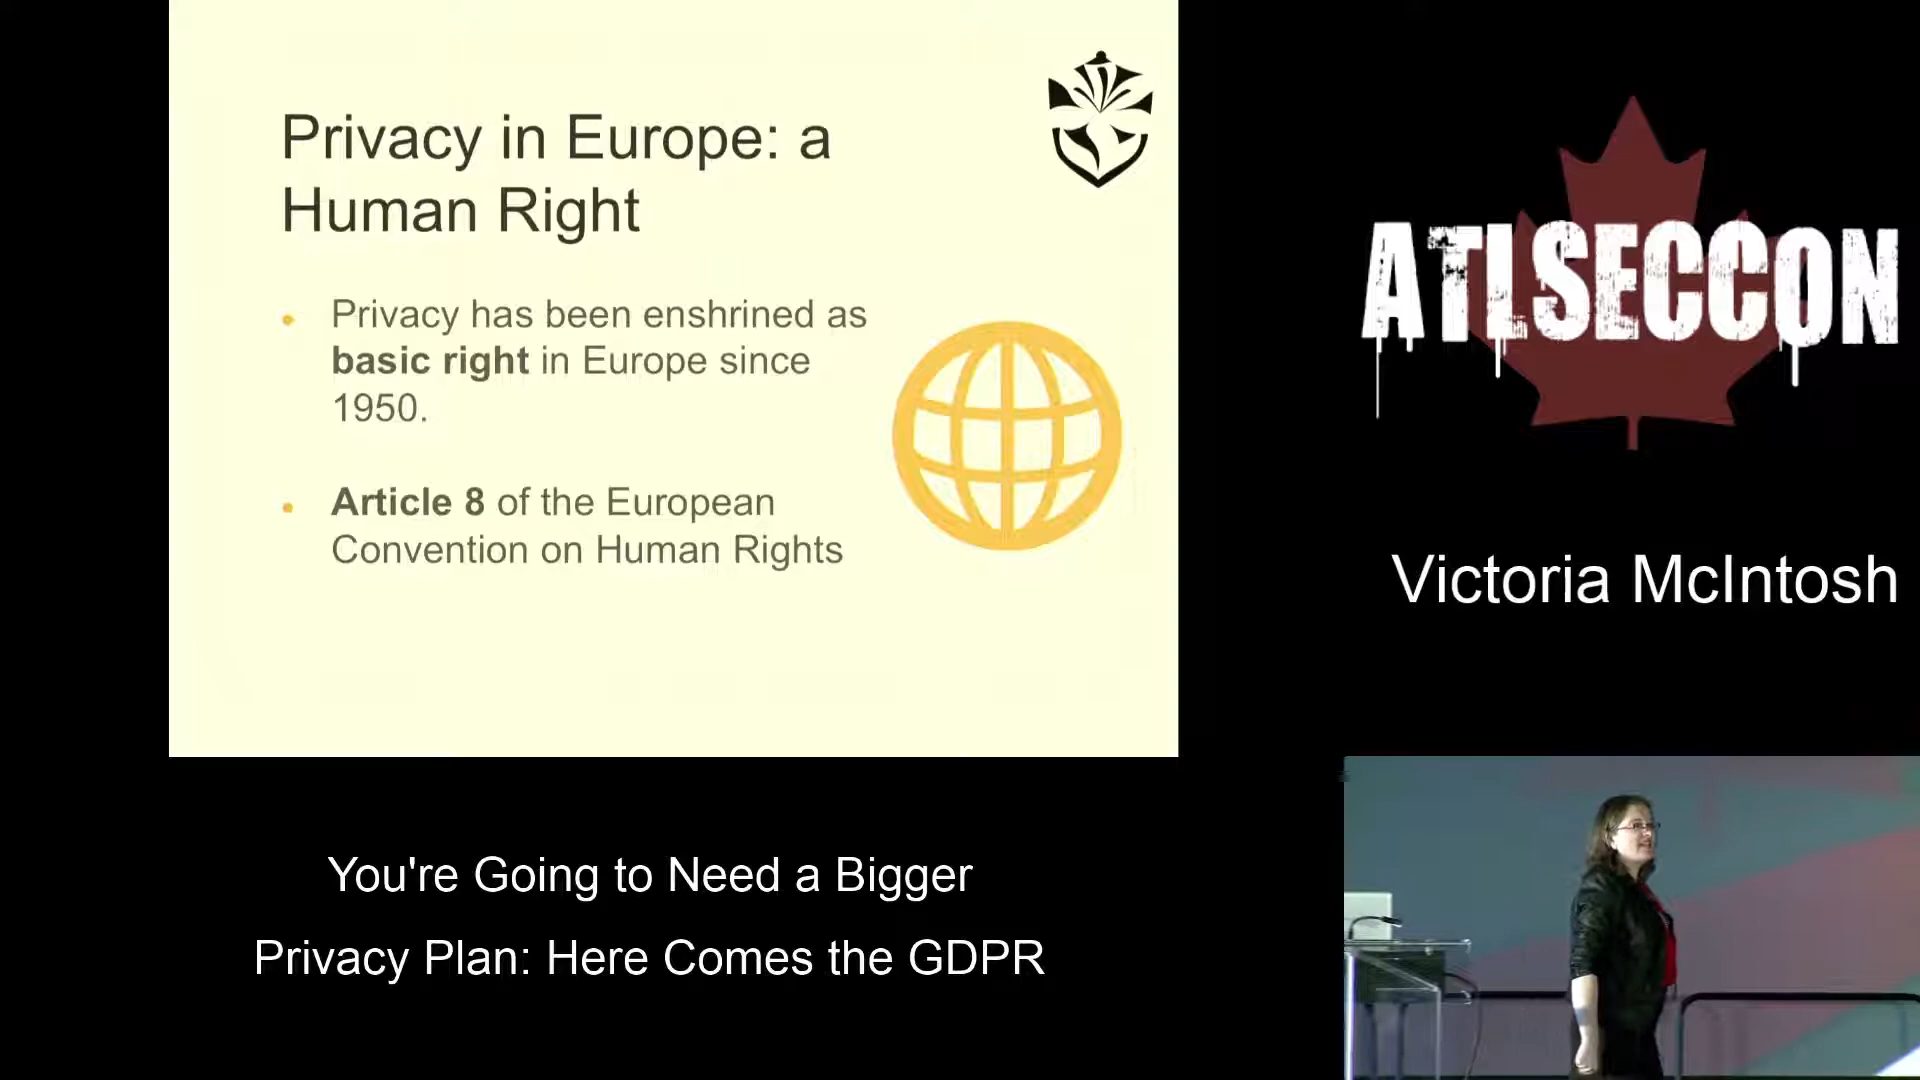 Privacy in Europe: a
Human Right
Privacy has been enshrined as
basic right in Europe since
1950.
Article 8 of the European
Convention on Human Rights
ATLSECCON
Victoria McIntosh
You're Going to Need a Bigger
Privacy Plan: Here Comes the GDPR